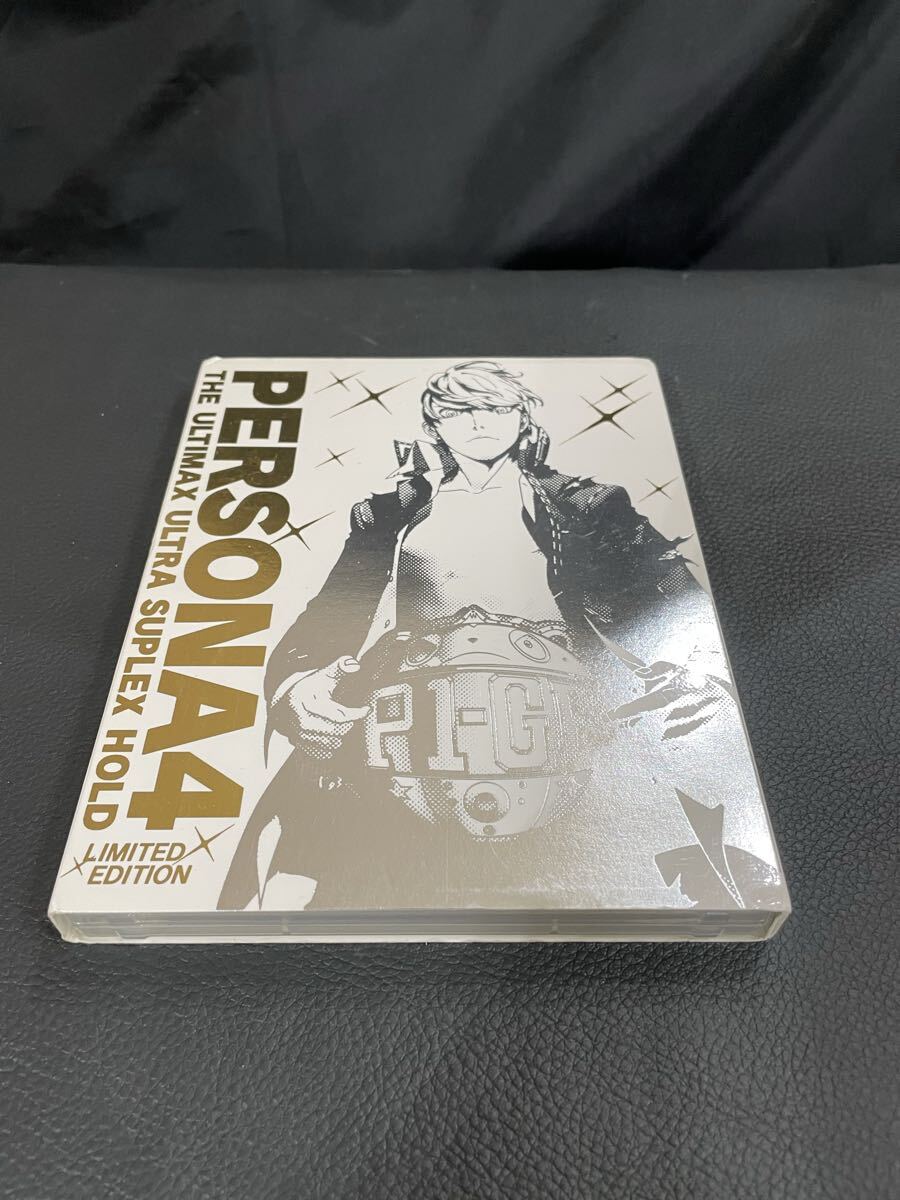 PERSONA4
THE ULTIMAX ULTRA SUPLEX HOLD
LIMITED
EDITION
P1-G